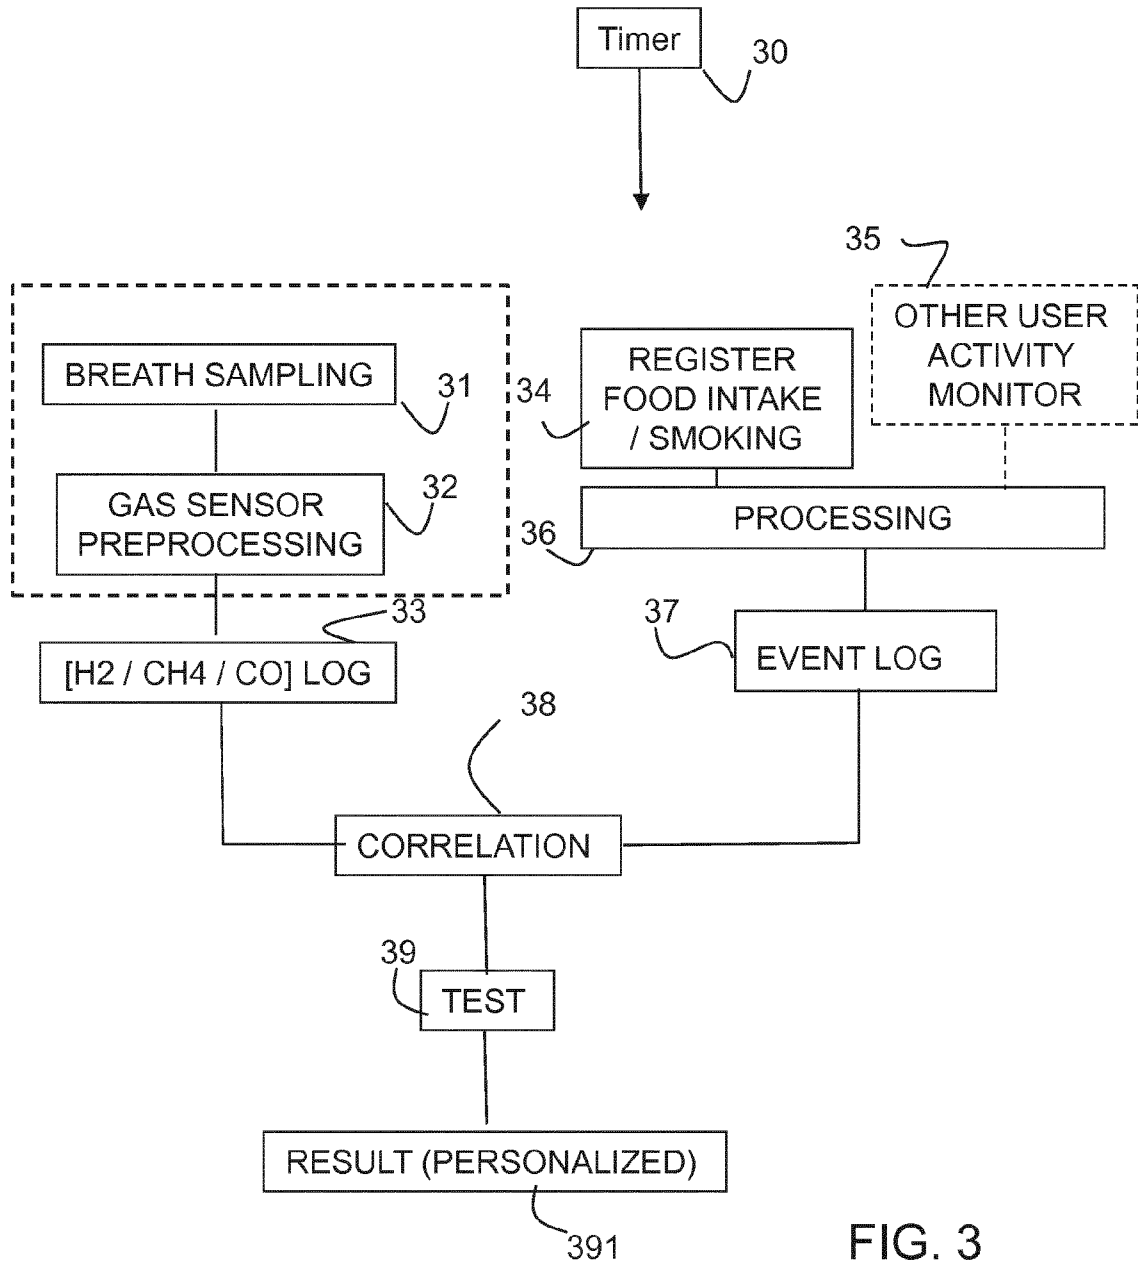 Timer
30
35
OTHER USER
ACTIVITY
MONITOR
BREATH SAMPLING
31
34
REGISTER
FOOD INTAKE
/ SMOKING
GAS SENSOR
PREPROCESSING
32
36
PROCESSING
33
[H2 / CH4 / CO] LOG
37
EVENT LOG
38
CORRELATION
39
TEST
RESULT (PERSONALIZED)
391
FIG. 3